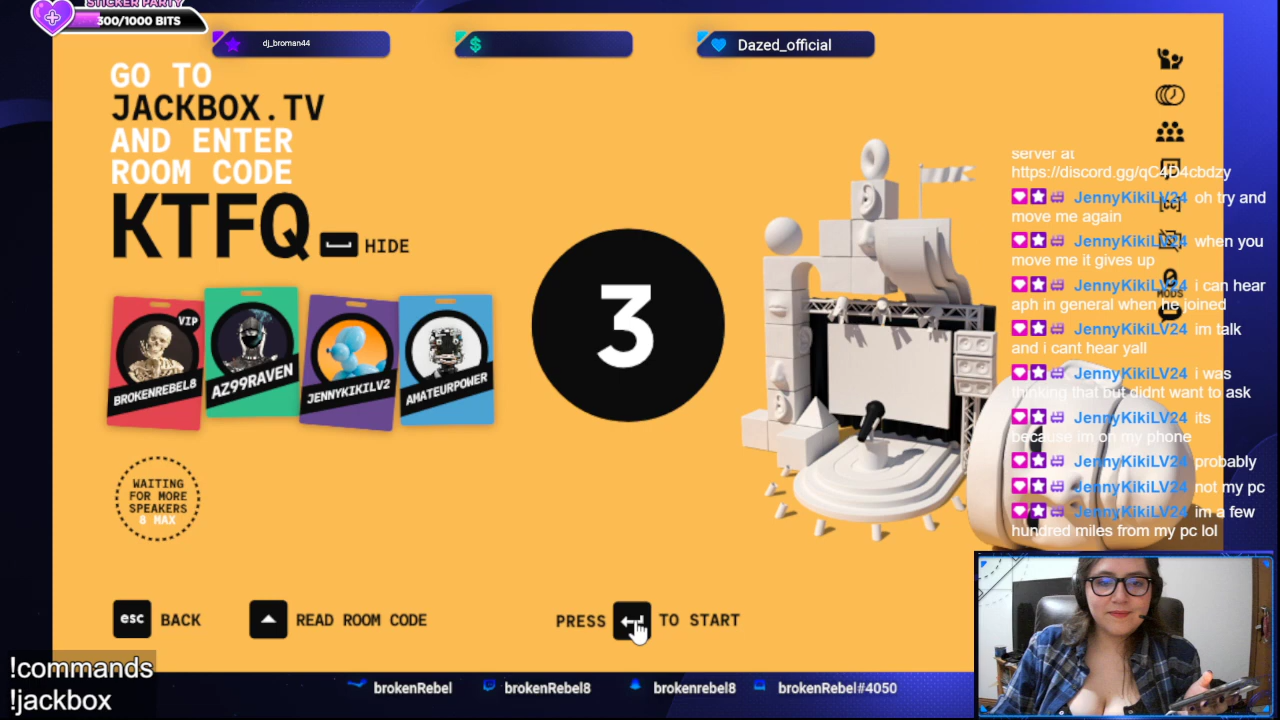 STICKER PARTY
300/1000 BITS
dj_broman44
$
Dazed_official
GO TO
JACKBOX.TV
AND ENTER
ROOM CODE
KTFQ
HIDE
VIP
BROKENREBEL8
AZ99RAVEN
JENNYKIKILV2
AMATEURPOWER
3
WAITING
FOR MORE
SPEAKERS
8 MAX
esc BACK
READ ROOM CODE
PRESS TO START
[CC]
MODS
server at
https://discord.gg/qC4D4cbdzy
JennyKikiLV24 oh try and
move me again
JennyKikiLV24 when you
move me it gives up
JennyKikiLV24 i can hear
aph in general when he joined
JennyKikiLV24 im talk
and i cant hear yall
JennyKikiLV24 i was
thinking that but didnt want to ask
JennyKikiLV24 its
because im on my phone
JennyKikiLV24 probably
JennyKikiLV24 not my pc
JennyKikiLV24 im a few
hundred miles from my pc lol
!commands
!jackbox
brokenRebel
brokenRebel8
brokenrebel8
brokenRebel#4050